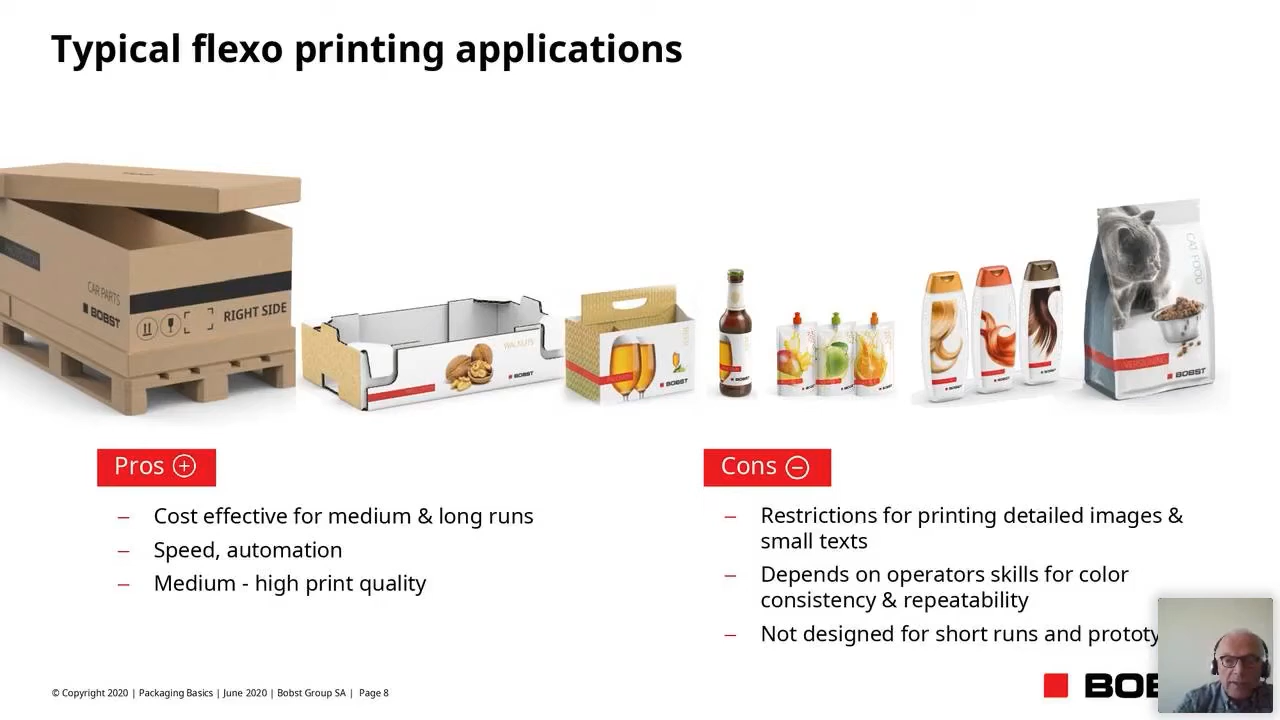 Typical flexo printing applications
CAR PARTS
BOBST
RIGHT SIDE
WALNUTS
BOBST
BEER
BOBST
BOBST
BOBST
BOBST
CAT FOOD
BOBST
Pros
Cons
– Cost effective for medium & long runs
– Speed, automation
– Medium - high print quality
– Restrictions for printing detailed images &
small texts
– Depends on operators skills for color
consistency & repeatability
– Not designed for short runs and prototy
© Copyright 2020 | Packaging Basics | June 2020 | Bobst Group SA | Page 8
BOB